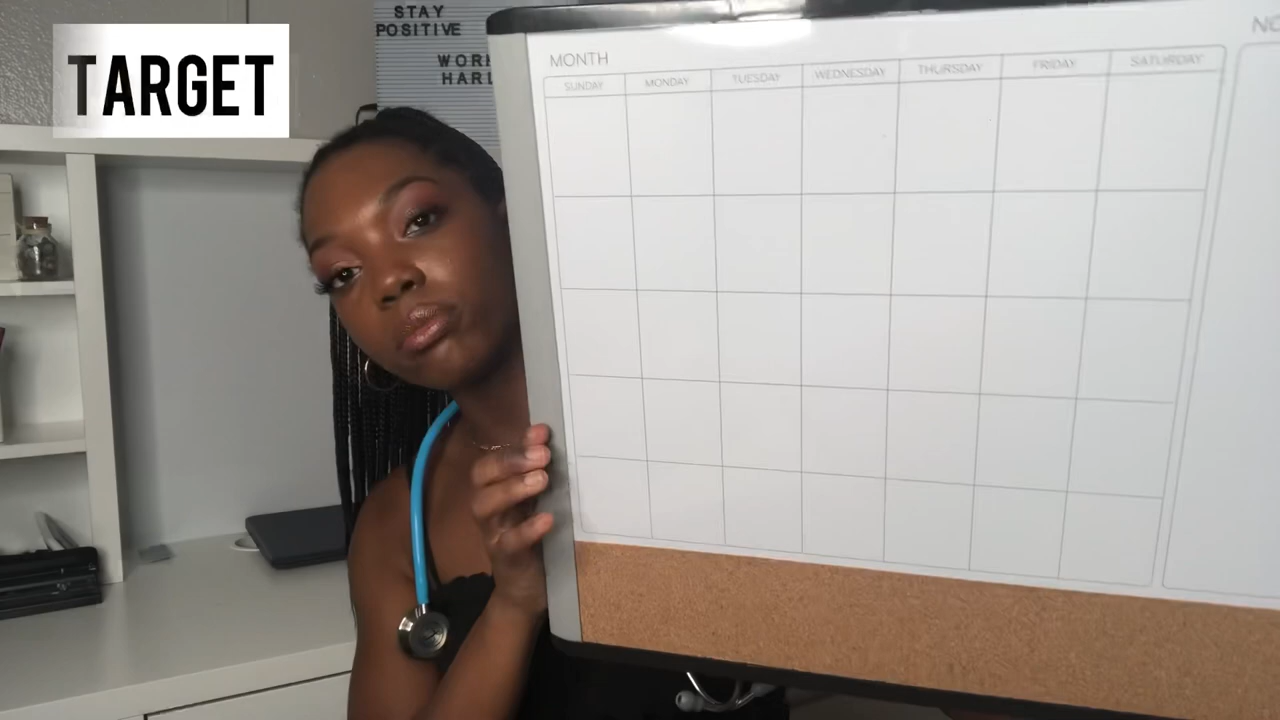 TARGET
STAY
POSITIVE
WORK
HARD
MONTH
SUNDAY MONDAY TUESDAY WEDNESDAY THURSDAY FRIDAY SATURDAY